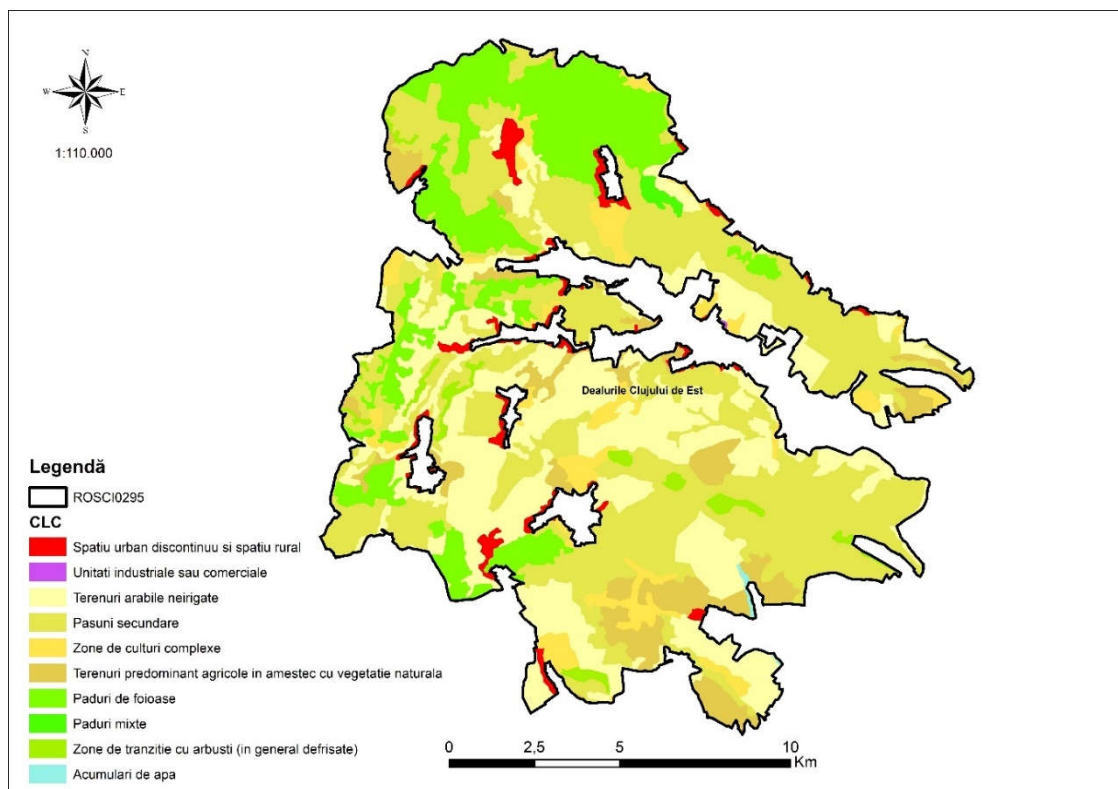 N
W E
S
1:110.000
Dealurile Clujului de Est
Legendă
ROSCI0295
CLC
Spatiu urban discontinuu si spatiu rural
Unitati industriale sau comerciale
Terenuri arabile neirigate
Pasuni secundare
Zone de culturi complexe
Terenuri predominant agricole in amestec cu vegetatie naturala
Paduri de foioase
Paduri mixte
Zone de tranzitie cu arbusti (in general defrisate)
Acumulari de apa
0 2,5 5 10
Km